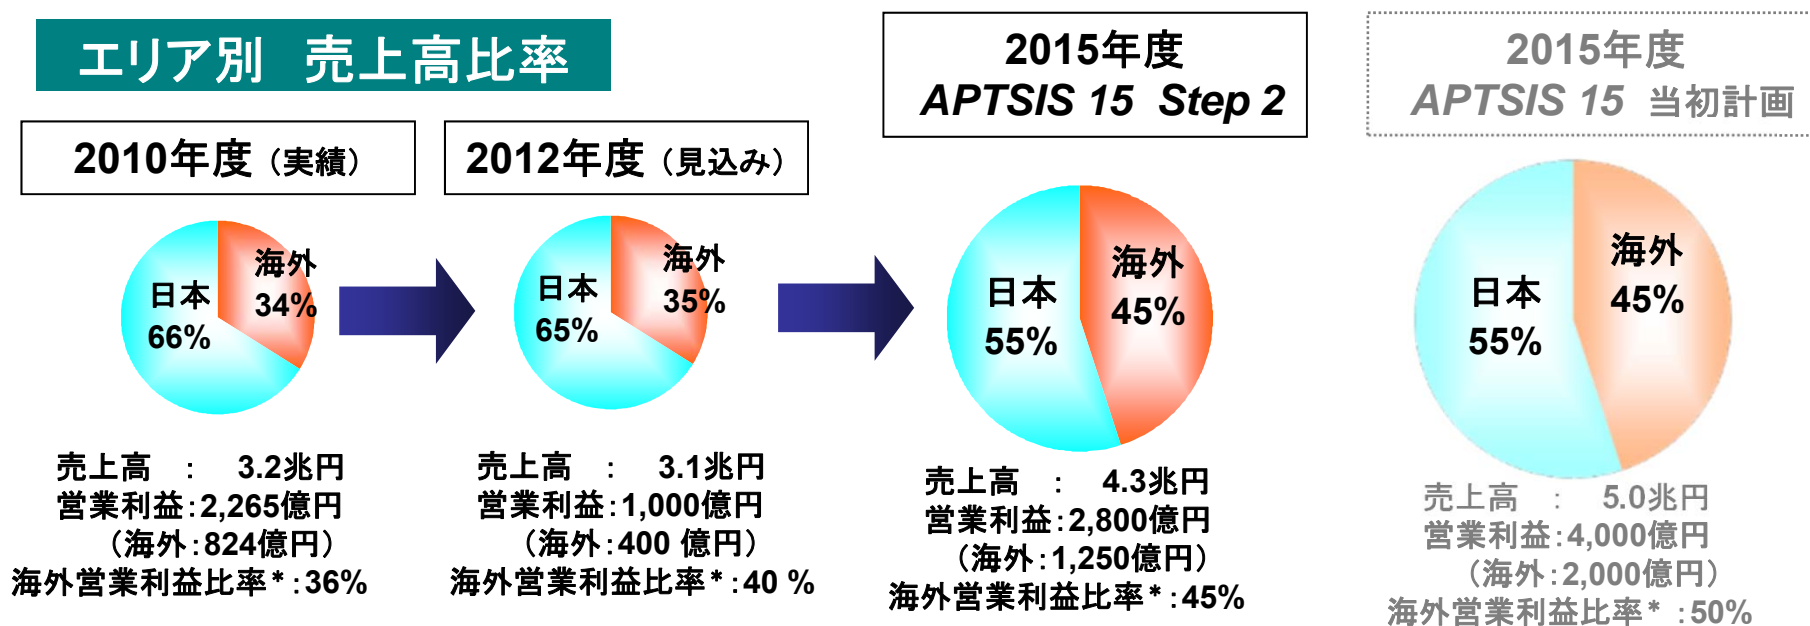 エリア別 売上高比率
2010年度（実績）
日本
66%
海外
34%
売上高 ： 3.2兆円
営業利益：2,265億円
（海外：824億円）
海外営業利益比率*：36%
2012年度（見込み）
日本
65%
海外
35%
売上高 ： 3.1兆円
営業利益：1,000億円
（海外：400 億円）
海外営業利益比率*：40 %
2015年度
APTSIS 15 Step 2
日本
55%
海外
45%
売上高 ： 4.3兆円
営業利益：2,800億円
（海外：1,250億円）
海外営業利益比率*：45%
2015年度
APTSIS 15 当初計画
日本
55%
海外
45%
売上高 ： 5.0兆円
営業利益：4,000億円
（海外：2,000億円）
海外営業利益比率* ：50%